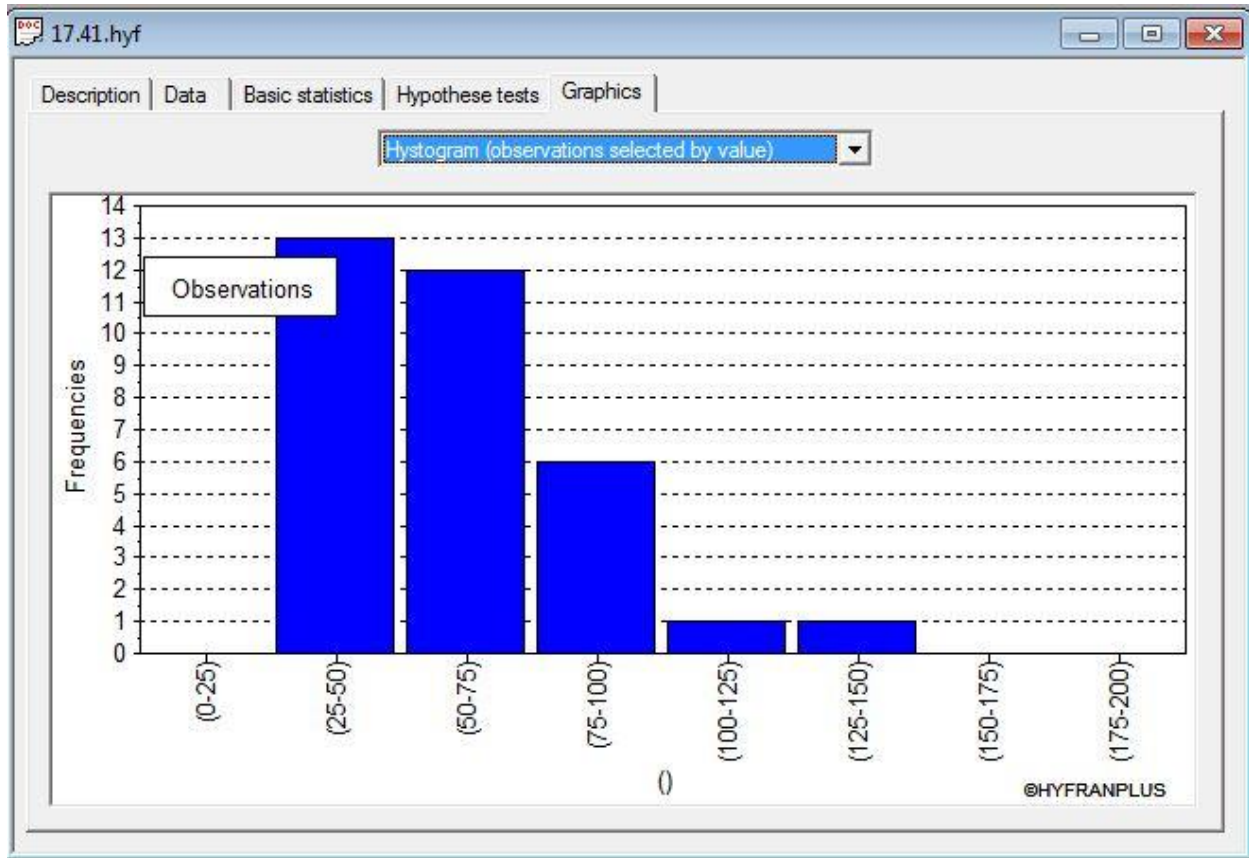 DOC
17.41.hyf
Description Data Basic statistics Hypothese tests Graphics
Hystogram (observations selected by value)
14
13
12
11
10
9
8
7
6
5
4
3
2
1
0
Observations
Frequencies
(0-25) (25-50) (50-75) (75-100) (100-125) (125-150) (150-175) (175-200)
()
©HYFRANPLUS